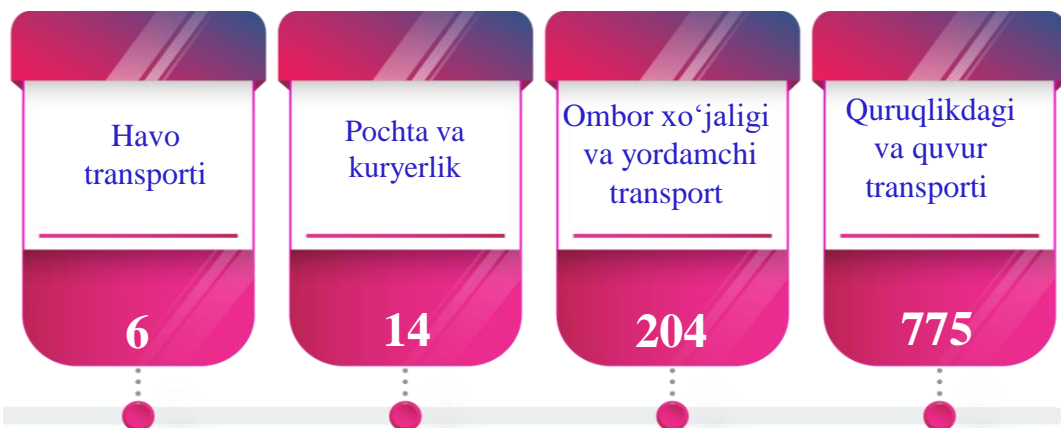 Havo
transporti
6
Pochta va
kuryerlik
14
Ombor xo‘jaligi
va yordamchi
transport
204
Quruqlikdagi
va quvur
transporti
775